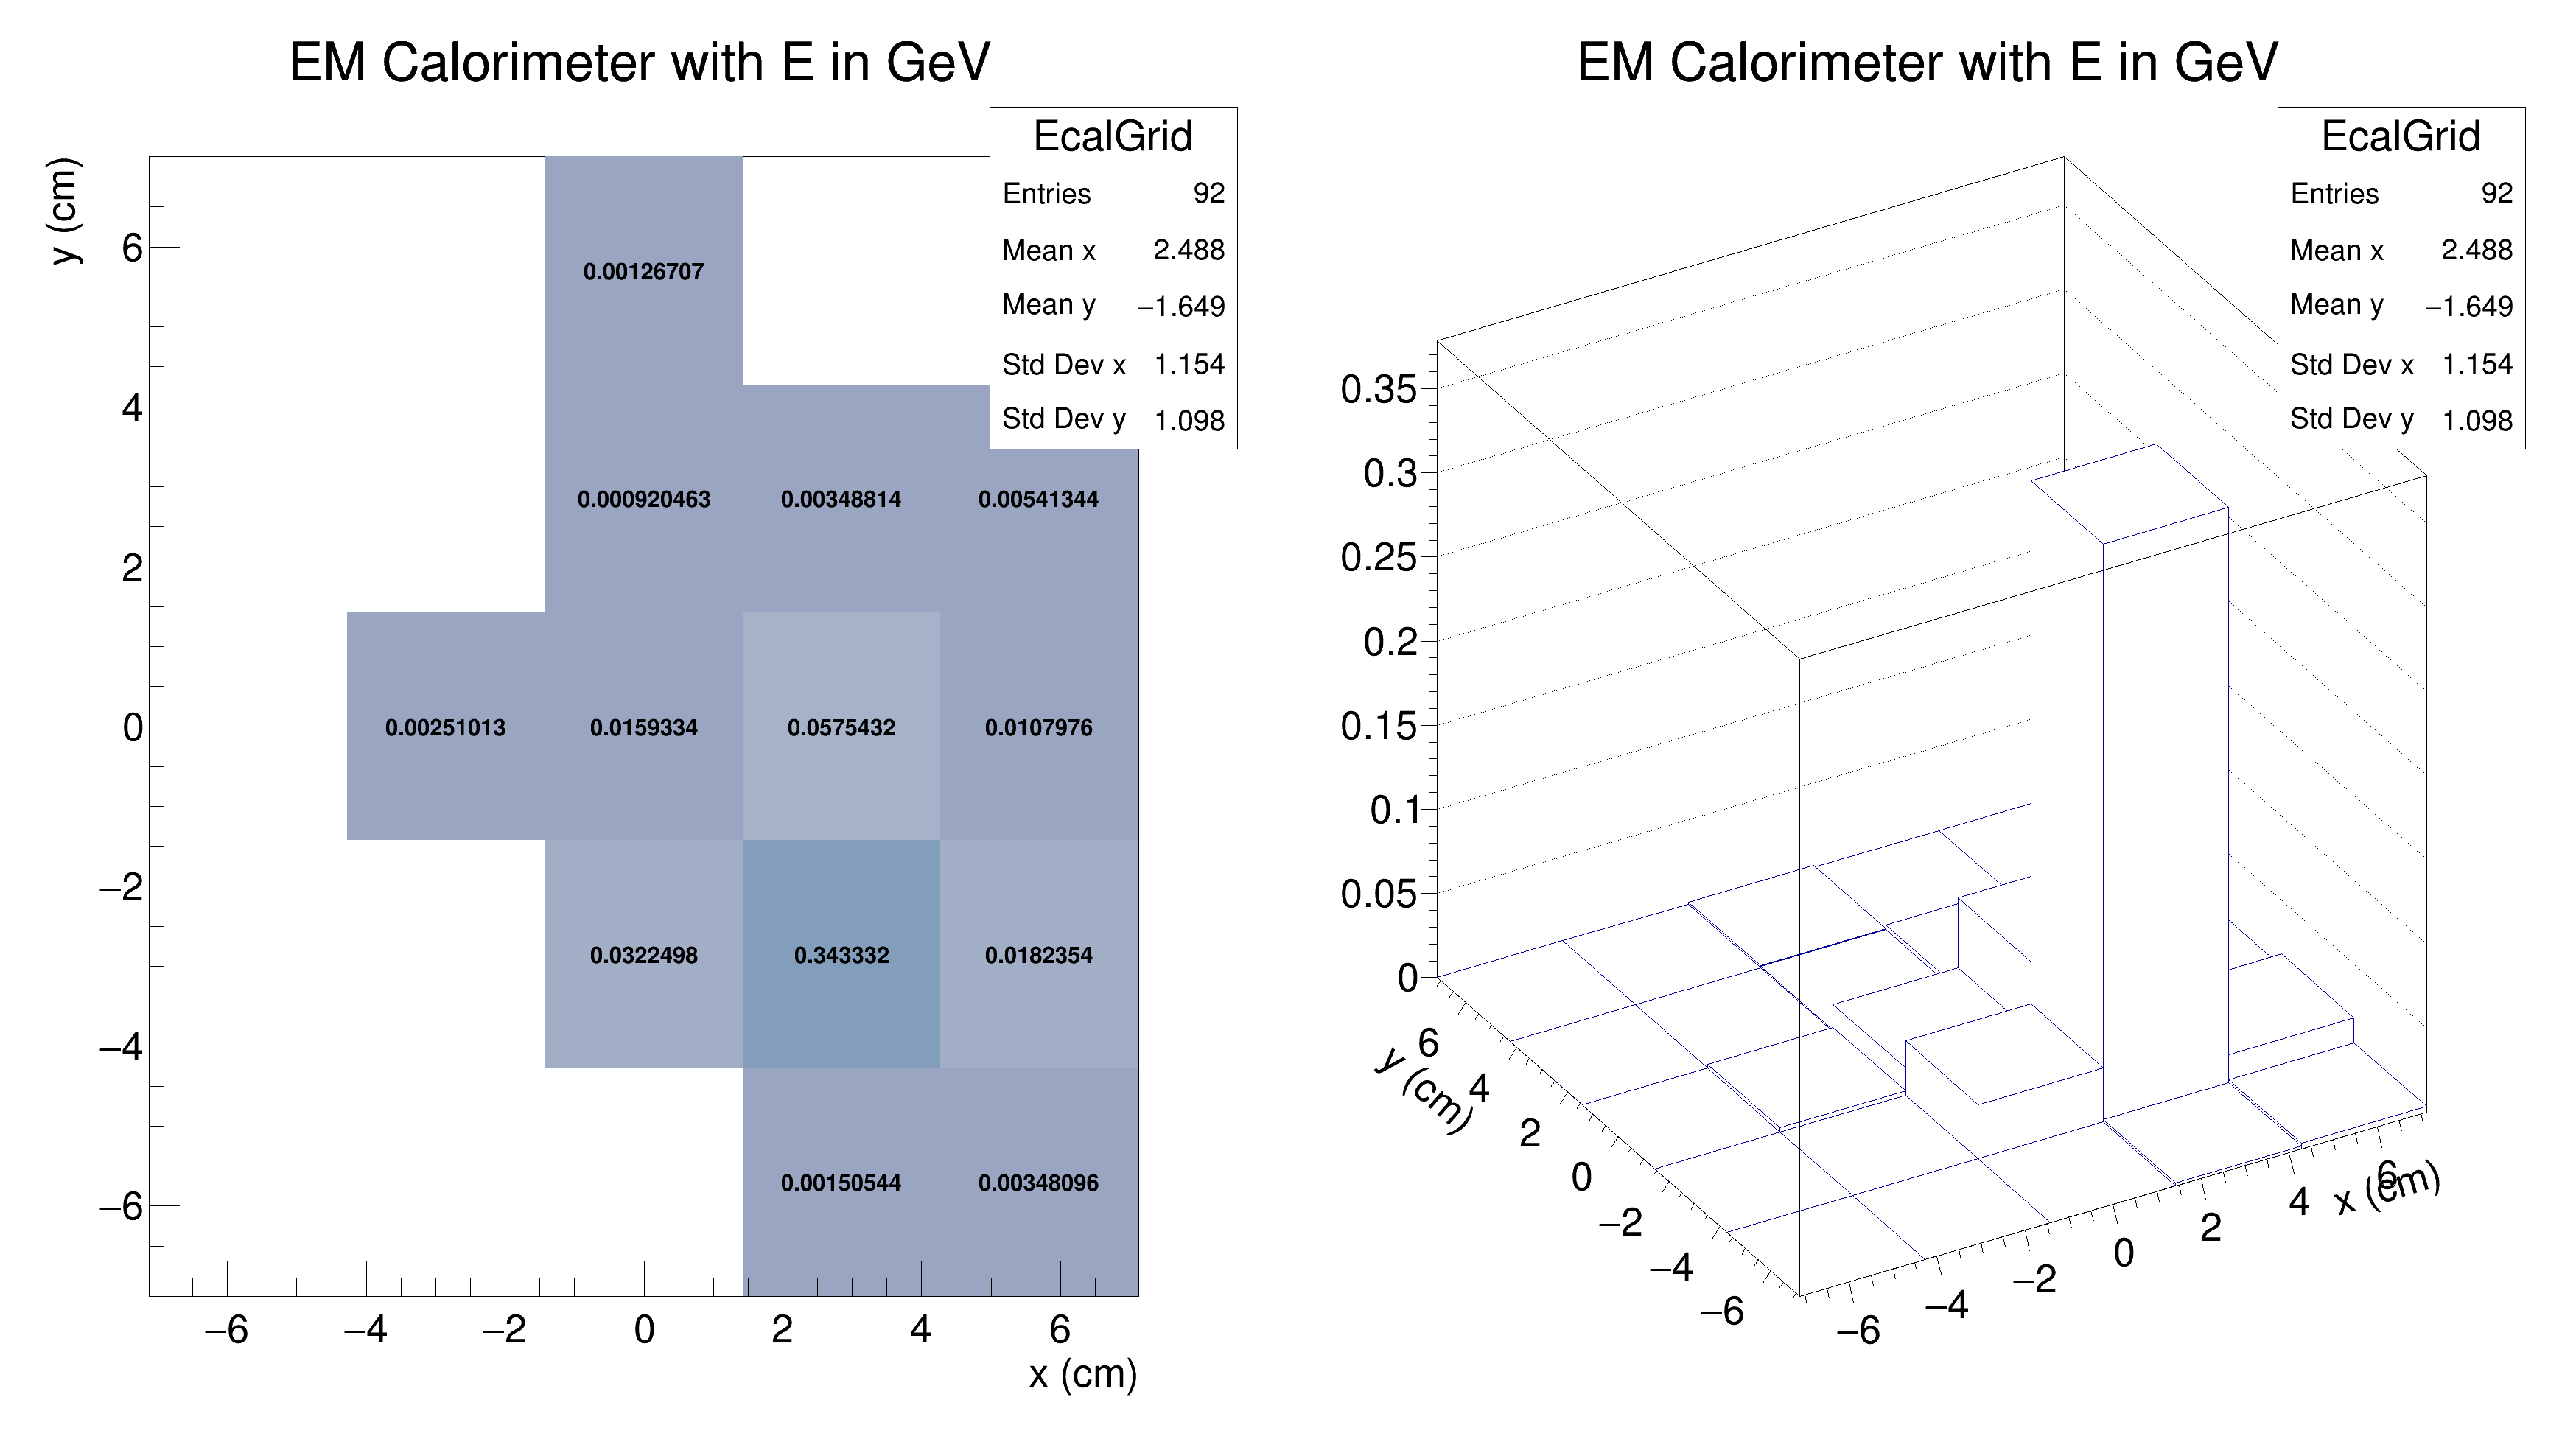 EM Calorimeter with E in GeV
EcalGrid
Entries 92
Mean x 2.488
Mean y −1.649
Std Dev x 1.154
Std Dev y 1.098
y (cm)
6
4
2
0
−2
−4
−6
0.00126707
0.000920463 0.00348814 0.00541344
0.00251013 0.0159334 0.0575432 0.0107976
0.0322498 0.343332 0.0182354
0.00150544 0.00348096
−6 −4 −2 0 2 4 6
x (cm)
EM Calorimeter with E in GeV
EcalGrid
Entries 92
Mean x 2.488
Mean y −1.649
Std Dev x 1.154
Std Dev y 1.098
0.35
0.3
0.25
0.2
0.15
0.1
0.05
0
y (cm)
6
4
2
0
−2
−4
−6
−6 −4 −2 0 2 4 6
x (cm)